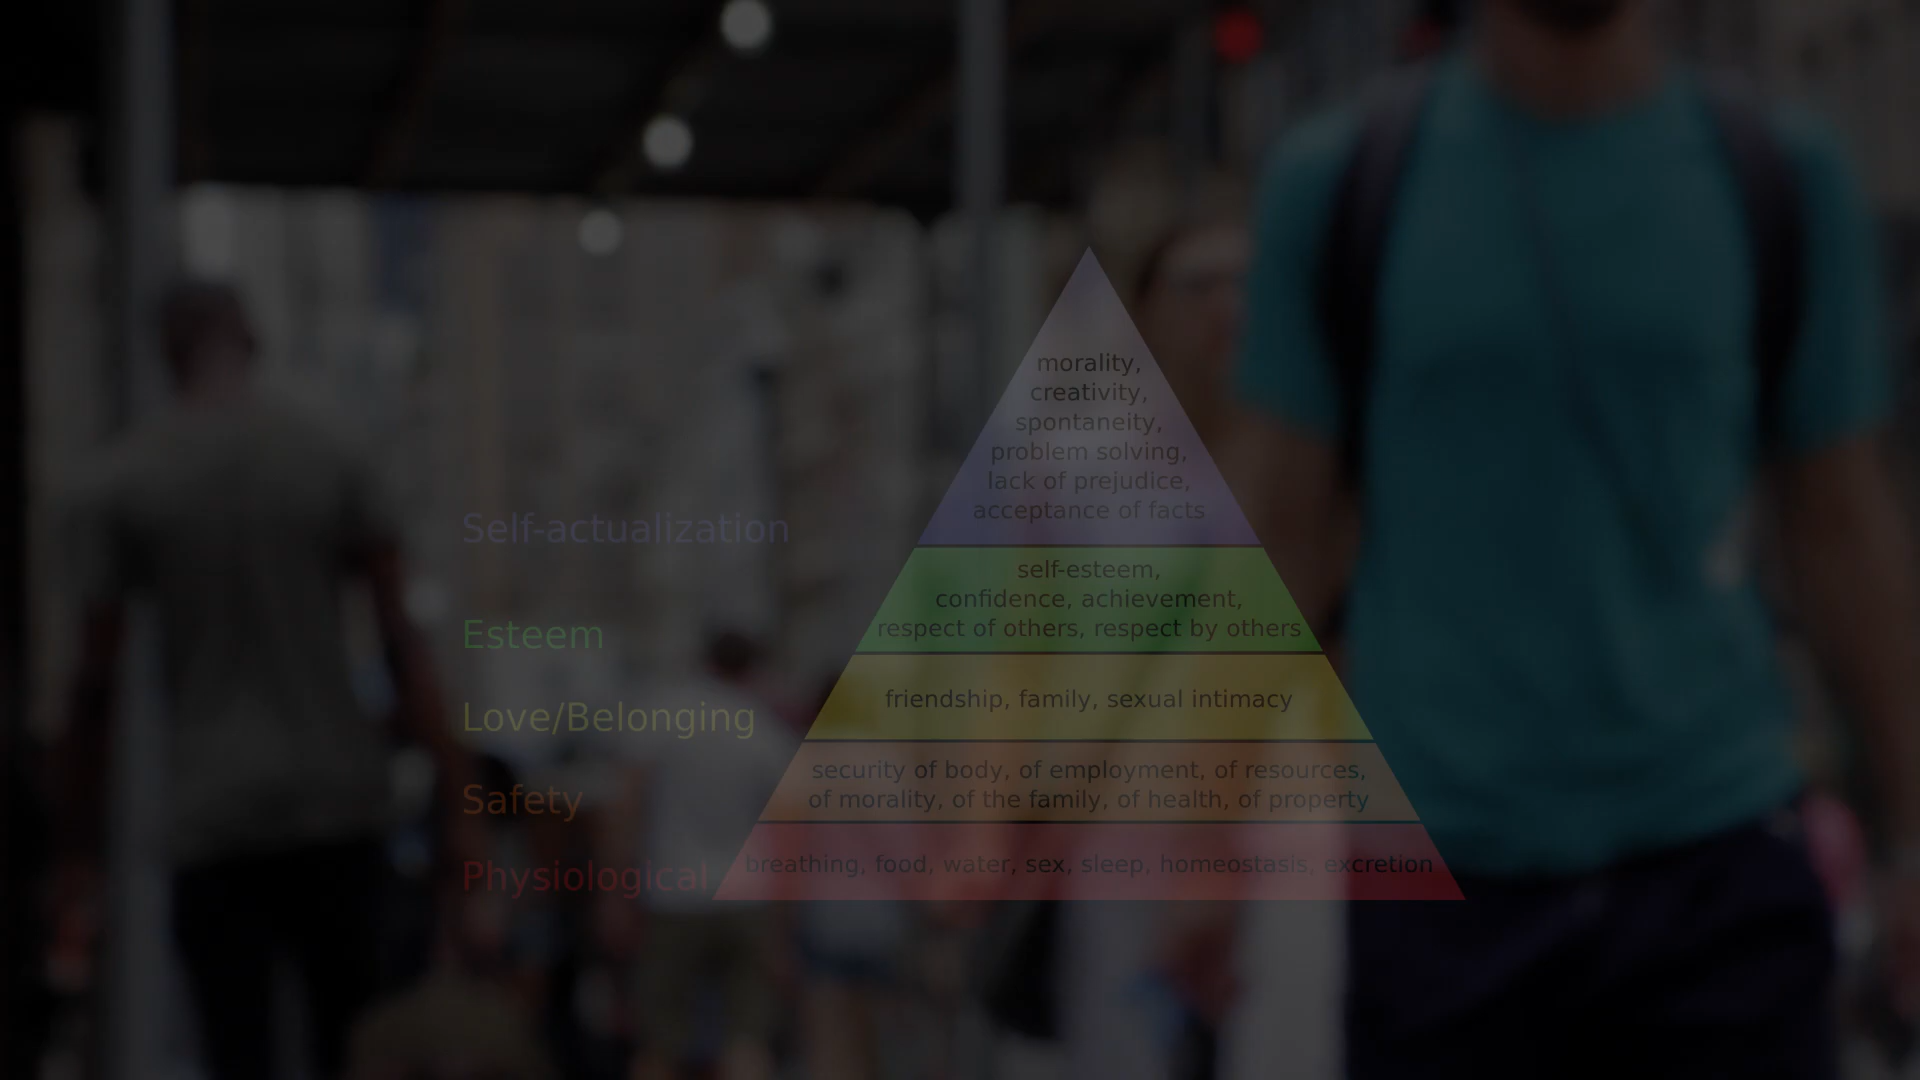 morality,
creativity,
spontaneity,
problem solving,
lack of prejudice,
acceptance of facts
Self-actualization
self-esteem,
confidence, achievement,
respect of others, respect by others
Esteem
friendship, family, sexual intimacy
Love/Belonging
security of body, of employment, of resources,
of morality, of the family, of health, of property
Safety
breathing, food, water, sex, sleep, homeostasis, excretion
Physiological